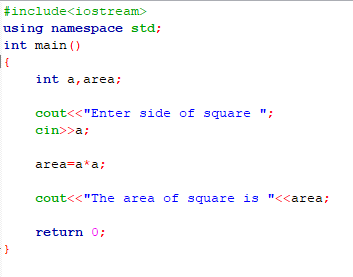 #include<iostream>
using namespace std;
int main()
{
int a,area;
cout<<"Enter side of square ";
cin>>a;
area=a*a;
cout<<"The area of square is "<<area;
return 0;
}